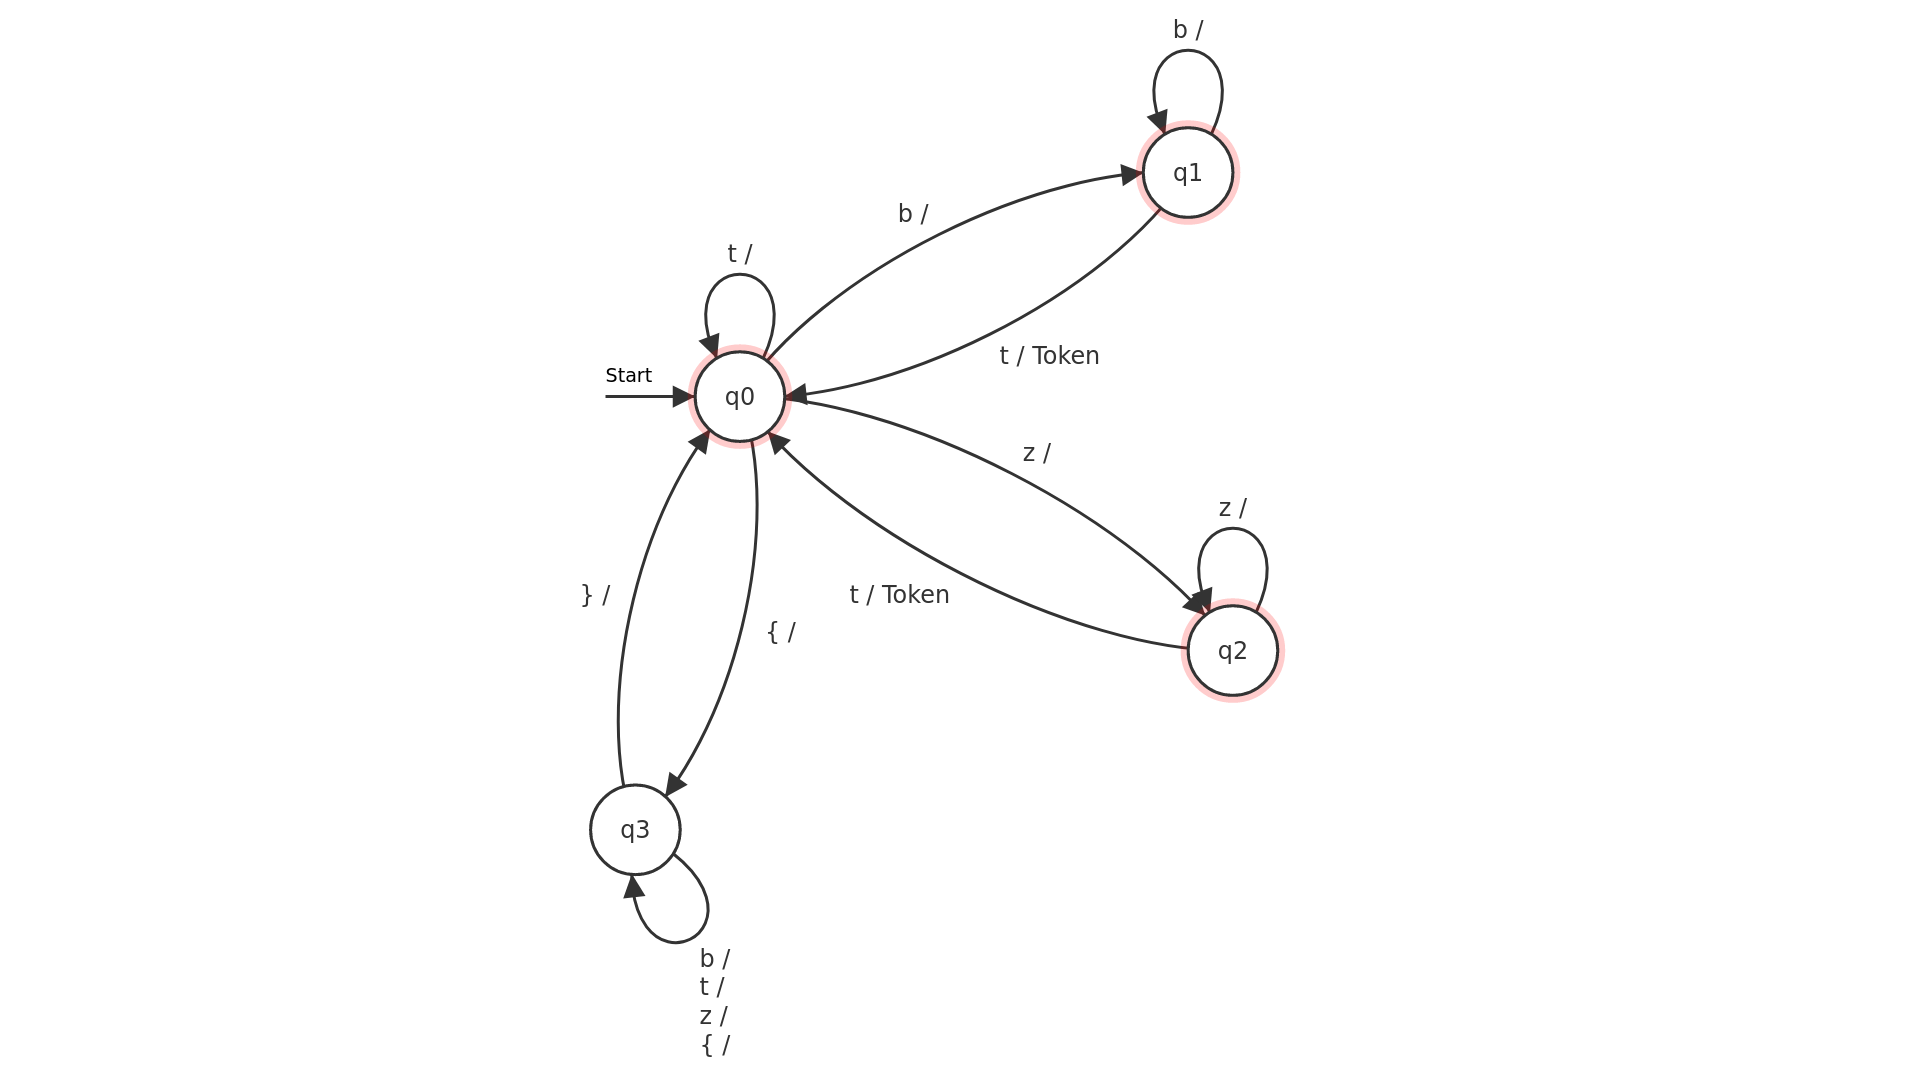 b /
q1
b /
t /
t / Token
Start
q0
z /
z /
} /
t / Token
{ /
q2
q3
b /
t /
z /
{ /